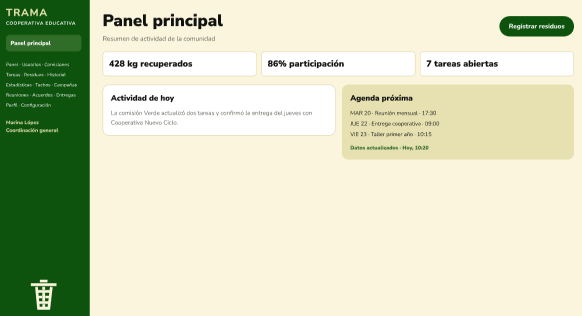 TRAMA
COOPERATIVA EDUCATIVA
Panel principal
Panel · Usuarios · Comisiones
Tareas · Residuos · Historial
Estadísticas · Tachos · Campañas
Reuniones · Acuerdos · Entregas
Perfil · Configuración
Marina López
Coordinación general
Panel principal
Resumen de actividad de la comunidad
Registrar residuos
428 kg recuperados
86% participación
7 tareas abiertas
Actividad de hoy
La comisión Verde actualizó dos tareas y confirmó la entrega del jueves con
Cooperativa Nuevo Ciclo.
Agenda próxima
MAR 20 · Reunión mensual · 17:30
JUE 22 · Entrega cooperativa · 09:00
VIE 23 · Taller primer año · 10:15
Datos actualizados · Hoy, 10:20